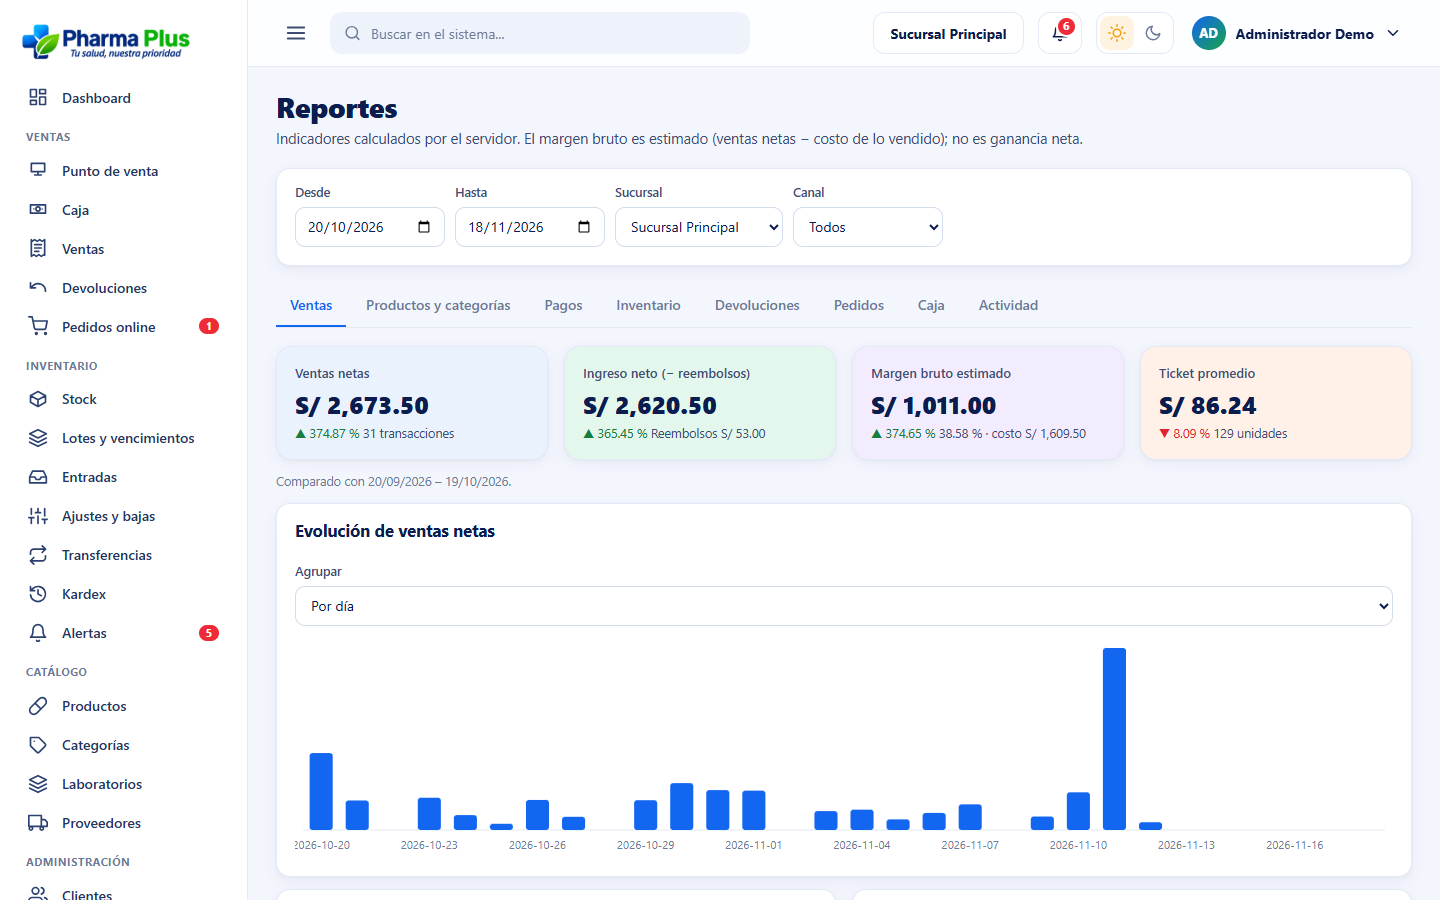 Pharma Plus
Tu salud, nuestra prioridad
Dashboard
VENTAS
Punto de venta
Caja
Ventas
Devoluciones
Pedidos online 1
INVENTARIO
Stock
Lotes y vencimientos
Entradas
Ajustes y bajas
Transferencias
Kardex
Alertas 5
CATÁLOGO
Productos
Categorías
Laboratorios
Proveedores
ADMINISTRACIÓN
Clientes
Buscar en el sistema...
Sucursal Principal
6
AD Administrador Demo
Reportes
Indicadores calculados por el servidor. El margen bruto es estimado (ventas netas − costo de lo vendido); no es ganancia neta.
Desde Hasta Sucursal Canal
20/10/2026 18/11/2026 Sucursal Principal Todos
Ventas Productos y categorías Pagos Inventario Devoluciones Pedidos Caja Actividad
Ventas netas
S/ 2,673.50
▲ 374.87 % 31 transacciones
Ingreso neto (− reembolsos)
S/ 2,620.50
▲ 365.45 % Reembolsos S/ 53.00
Margen bruto estimado
S/ 1,011.00
▲ 374.65 % 38.58 % · costo S/ 1,609.50
Ticket promedio
S/ 86.24
▼ 8.09 % 129 unidades
Comparado con 20/09/2026 – 19/10/2026.
Evolución de ventas netas
Agrupar
Por día
2026-10-20 2026-10-23 2026-10-26 2026-10-29 2026-11-01 2026-11-04 2026-11-07 2026-11-10 2026-11-13 2026-11-16